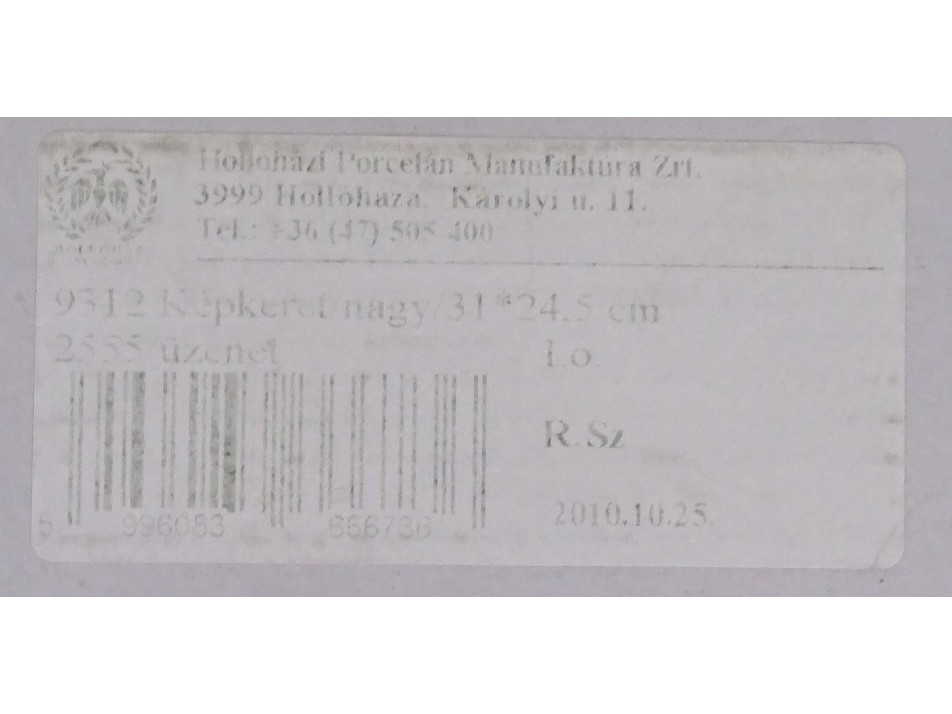 Hollóházi Porcelán Manufaktúra Zrt.
3999 Hollóháza, Károlyi u. 11.
Tel.: +36 (47) 505-400
9312 Képkeret/nagy/31*24.5 cm
2555 üzenet I.o.
R.Sz
5 996083 666736
2010.10.25.